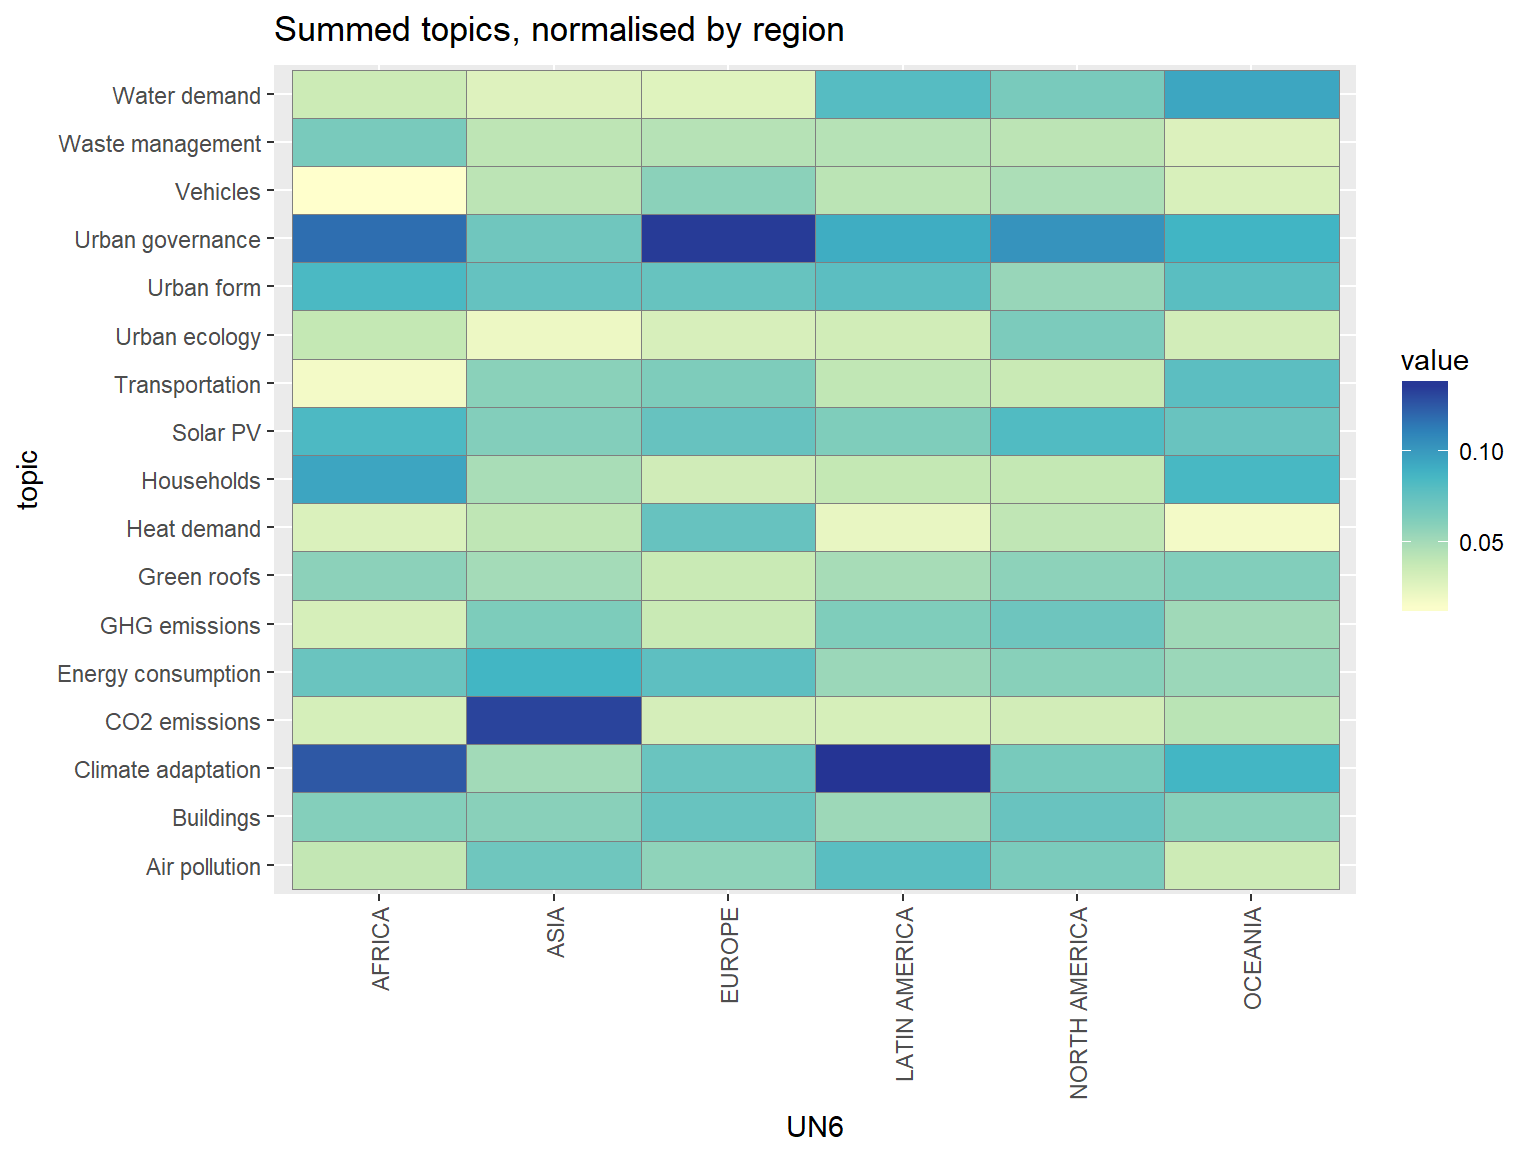 Summed topics, normalised by region
Water demand
Waste management
Vehicles
Urban governance
Urban form
Urban ecology
Transportation
Solar PV
Households
Heat demand
Green roofs
GHG emissions
Energy consumption
CO2 emissions
Climate adaptation
Buildings
Air pollution
topic
AFRICA
ASIA
EUROPE
LATIN AMERICA
NORTH AMERICA
OCEANIA
UN6
value
0.10
0.05